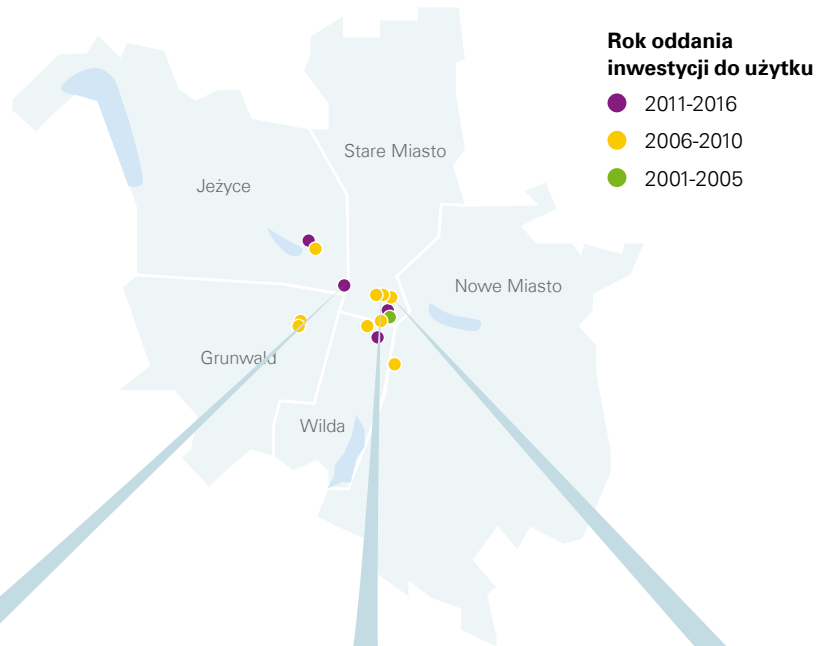 Rok oddania
inwestycji do użytku
2011-2016
2006-2010
2001-2005
Stare Miasto
Jeżyce
Nowe Miasto
Grunwald
Wilda